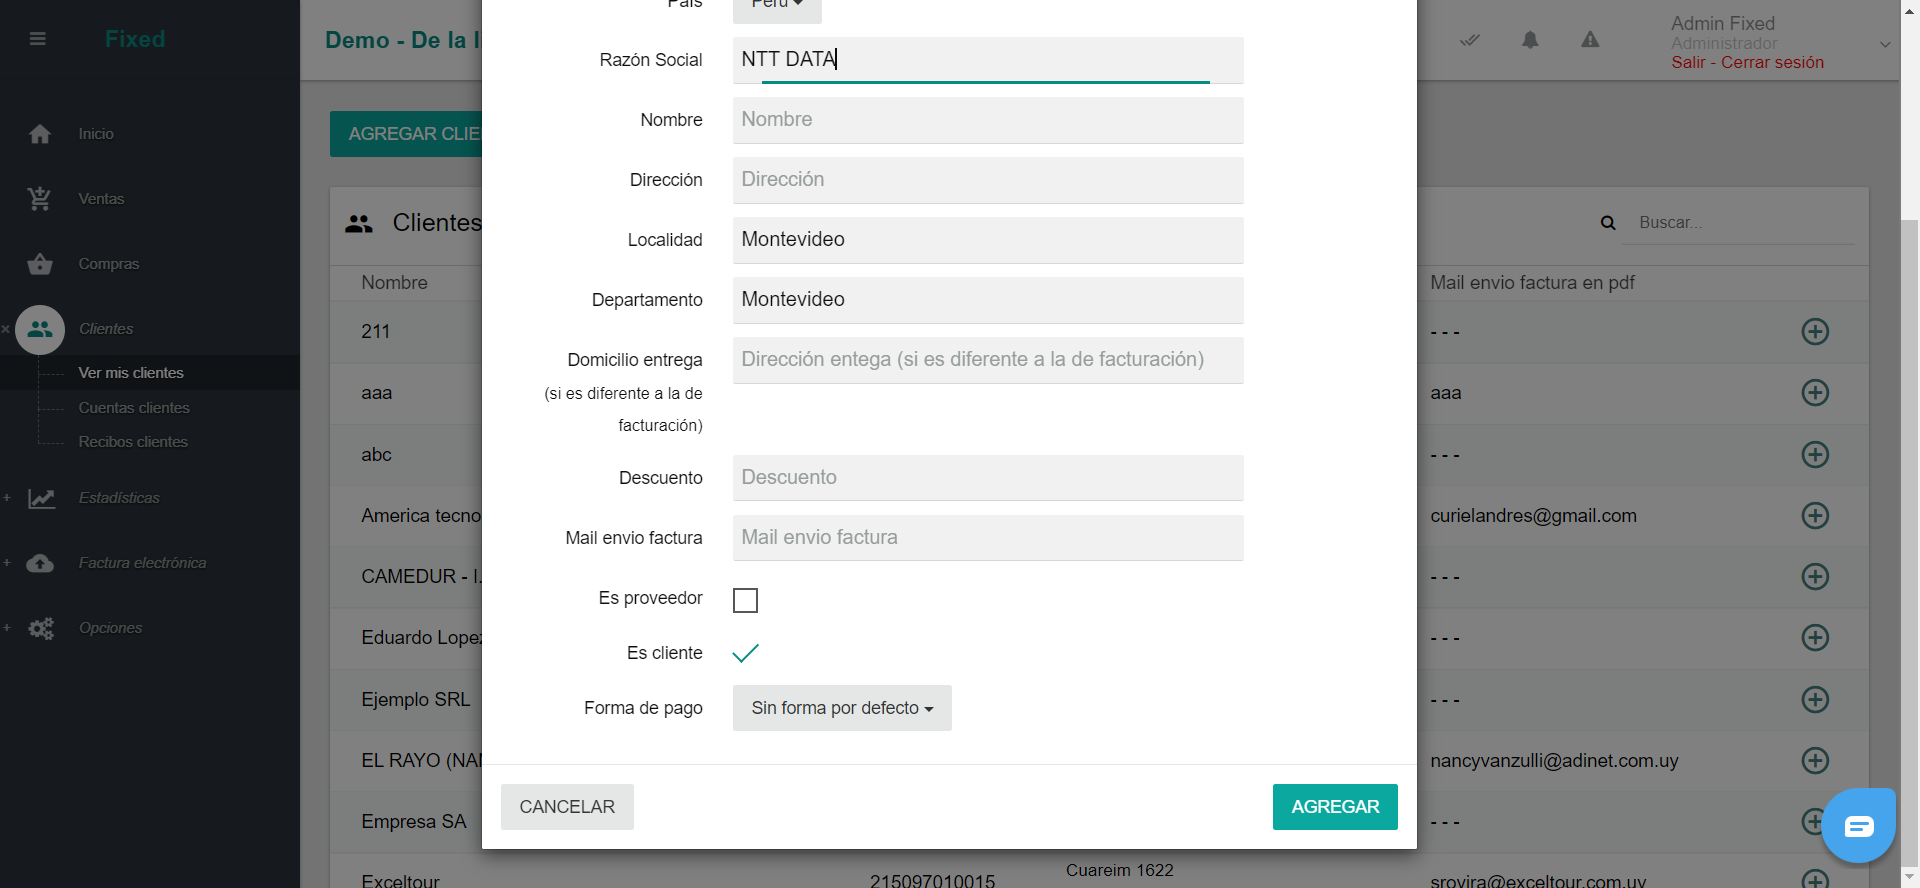 Fixed
Demo - De la
Admin Fixed
Administrador
Salir - Cerrar sesión
Inicio
Ventas
Compras
Clientes
Ver mis clientes
Cuentas clientes
Recibos clientes
Estadísticas
Factura electrónica
Opciones
AGREGAR
Clientes
Buscar...
Nombre
Mail envio factura en pdf
211
- - -
aaa
aaa
abc
- - -
America
curielandres@gmail.com
CAMEDUR - I.
- - -
Eduardo Lopez
- - -
Ejemplo SRL
- - -
EL RAYO
nancyvanzulli@adinet.com.uy
Empresa SA
- - -
Exceltour
215097010015
Cuareim 1622
srovira@exceltour.com.uy
País
Perú
Razón Social
NTT DATA
Nombre
Nombre
Dirección
Dirección
Localidad
Montevideo
Departamento
Montevideo
Domicilio entrega
(si es diferente a la de
facturación)
Dirección entega (si es diferente a la de facturación)
Descuento
Descuento
Mail envio factura
Mail envio factura
Es proveedor
Es cliente
Forma de pago
Sin forma por defecto
CANCELAR
AGREGAR